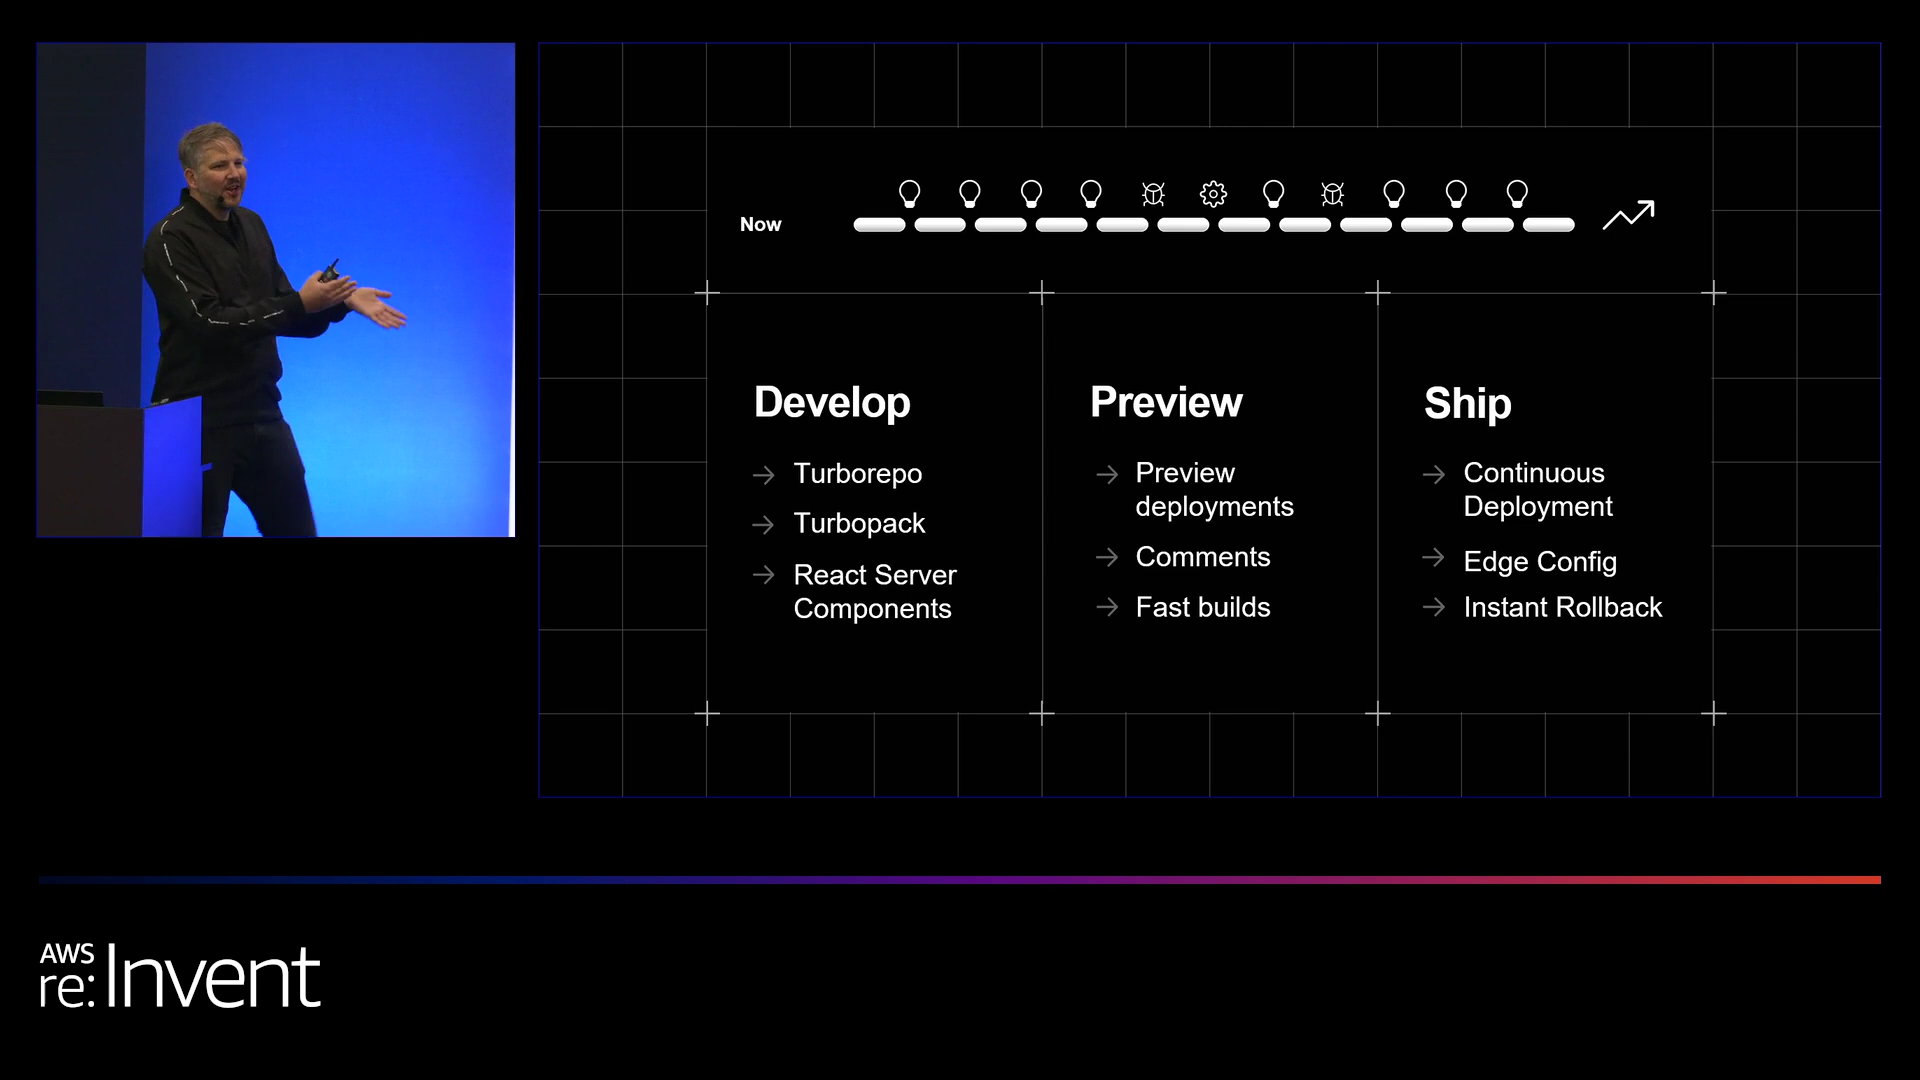 Now
Develop
Turborepo
Turbopack
React Server
Components
Preview
Preview
deployments
Comments
Fast builds
Ship
Continuous
Deployment
Edge Config
Instant Rollback
AWS
re:Invent